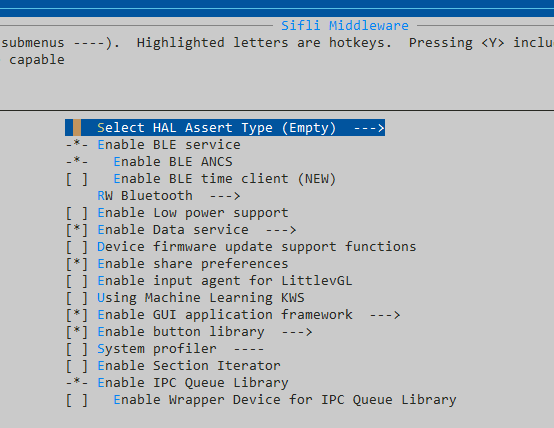 Sifli Middleware
submenus ----).  Highlighted letters are hotkeys.  Pressing <Y> inclu
capable
Select HAL Assert Type (Empty)  --->
-*- Enable BLE service
-*-   Enable BLE ANCS
[ ]   Enable BLE time client (NEW)
RW Bluetooth  --->
[ ] Enable Low power support
[*] Enable Data service  --->
[ ] Device firmware update support functions
[*] Enable share preferences
[ ] Enable input agent for LittlevGL
[ ] Using Machine Learning KWS
[*] Enable GUI application framework  --->
[*] Enable button library  --->
[ ] System profiler  ----
[ ] Enable Section Iterator
-*- Enable IPC Queue Library
[ ]   Enable Wrapper Device for IPC Queue Library